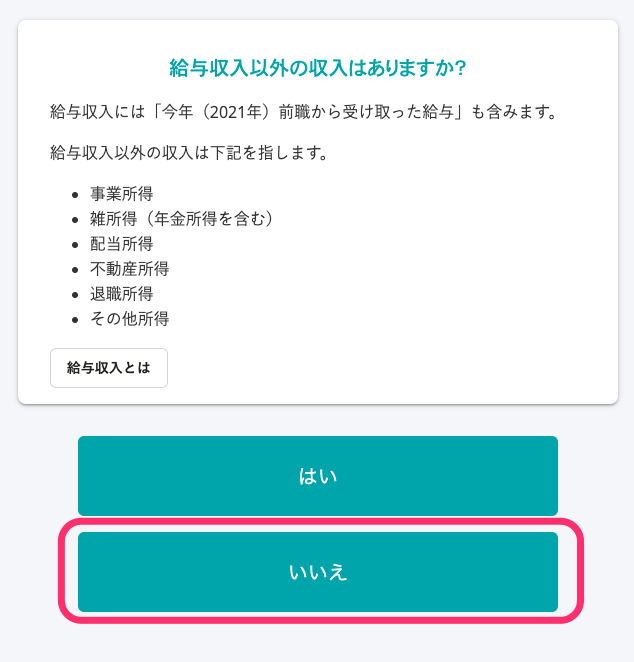 給与収入以外の収入はありますか?
給与収入には「今年（2021年）前職から受け取った給与」も含みます。
給与収入以外の収入は下記を指します。
• 事業所得
• 雑所得（年金所得を含む）
• 配当所得
• 不動産所得
• 退職所得
• その他所得
給与収入とは
はい
いいえ